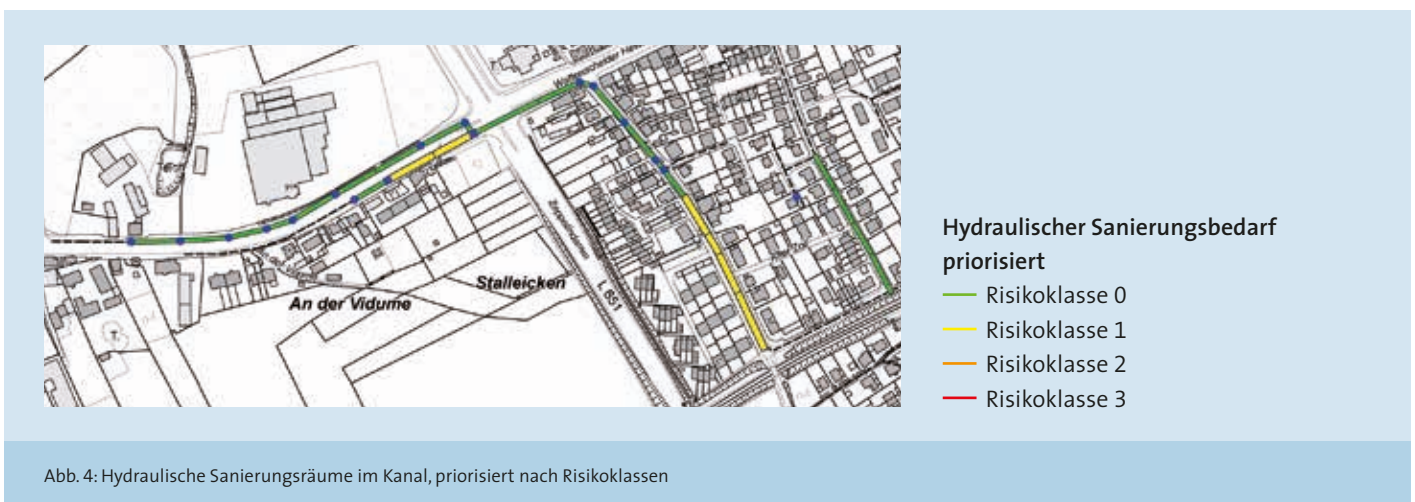 An der Vidume
Stalleicken
L 651
Hydraulischer Sanierungsbedarf
priorisiert
Risikoklasse 0
Risikoklasse 1
Risikoklasse 2
Risikoklasse 3
Abb. 4: Hydraulische Sanierungsräume im Kanal, priorisiert nach Risikoklassen